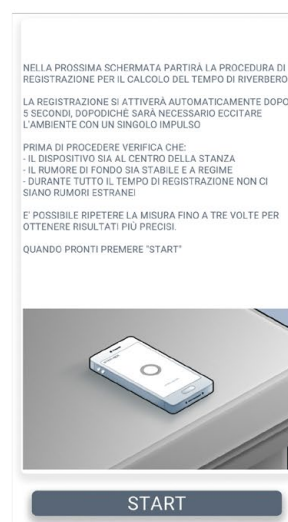 NELLA PROSSIMA SCHERMATA PARTIRÀ LA PROCEDURA DI
REGISTRAZIONE PER IL CALCOLO DEL TEMPO DI RIVERBERO
LA REGISTRAZIONE SI ATTIVERÀ AUTOMATICAMENTE DOPO
5 SECONDI, DOPODICHÉ SARÀ NECESSARIO ECCITARE
L'AMBIENTE CON UN SINGOLO IMPULSO
PRIMA DI PROCEDERE VERIFICA CHE:
- IL DISPOSITIVO SIA AL CENTRO DELLA STANZA
- IL RUMORE DI FONDO SIA STABILE E A REGIME
- DURANTE TUTTO IL TEMPO DI REGISTRAZIONE NON CI
SIANO RUMORI ESTRANEI
E' POSSIBILE RIPETERE LA MISURA FINO A TRE VOLTE PER
OTTENERE RISULTATI PIÙ PRECISI.
QUANDO PRONTI PREMERE "START"
START